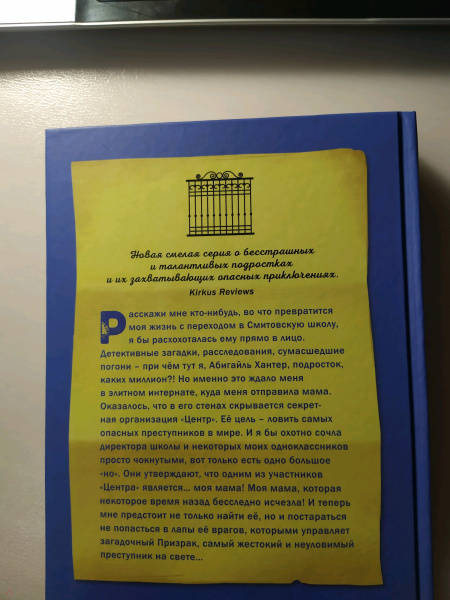 Новая смелая серия о бесстрашных
и талантливых подростках
и их захватывающих опасных приключениях.
Kirkus Reviews
Расскажи мне кто-нибудь, во что превратится
моя жизнь с переходом в Смитовскую школу,
я бы расхохоталась ему прямо в лицо.
Детективные загадки, расследования, сумасшедшие
погони – при чём тут я, Абигайль Хантер, подросток,
каких миллион?! Но именно это ждало меня
в элитном интернате, куда меня отправила мама.
Оказалось, что в его стенах скрывается секрет-
ная организация «Центр». Её цель – ловить самых
опасных преступников в мире. И я бы охотно сочла
директора школы и некоторых моих одноклассников
просто чокнутыми, вот только есть одно большое
«но». Они утверждают, что одним из участников
«Центра» является... моя мама! Моя мама, которая
некоторое время назад бесследно исчезла! И теперь
мне предстоит не только найти её, но и постараться
не попасться в лапы её врагов, которыми управляет
загадочный Призрак, самый жестокий и неуловимый
преступник на свете...